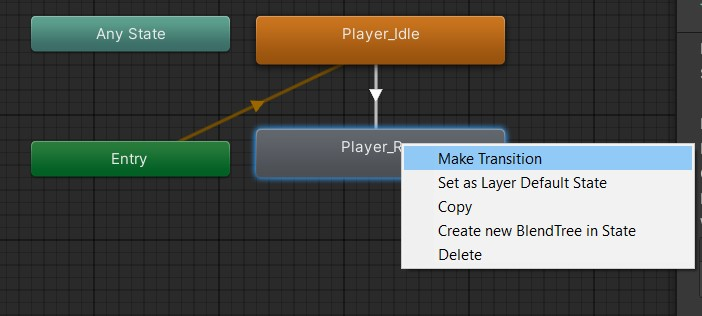 Any State
Player_Idle
Entry
Player_R
Make Transition
Set as Layer Default State
Copy
Create new BlendTree in State
Delete